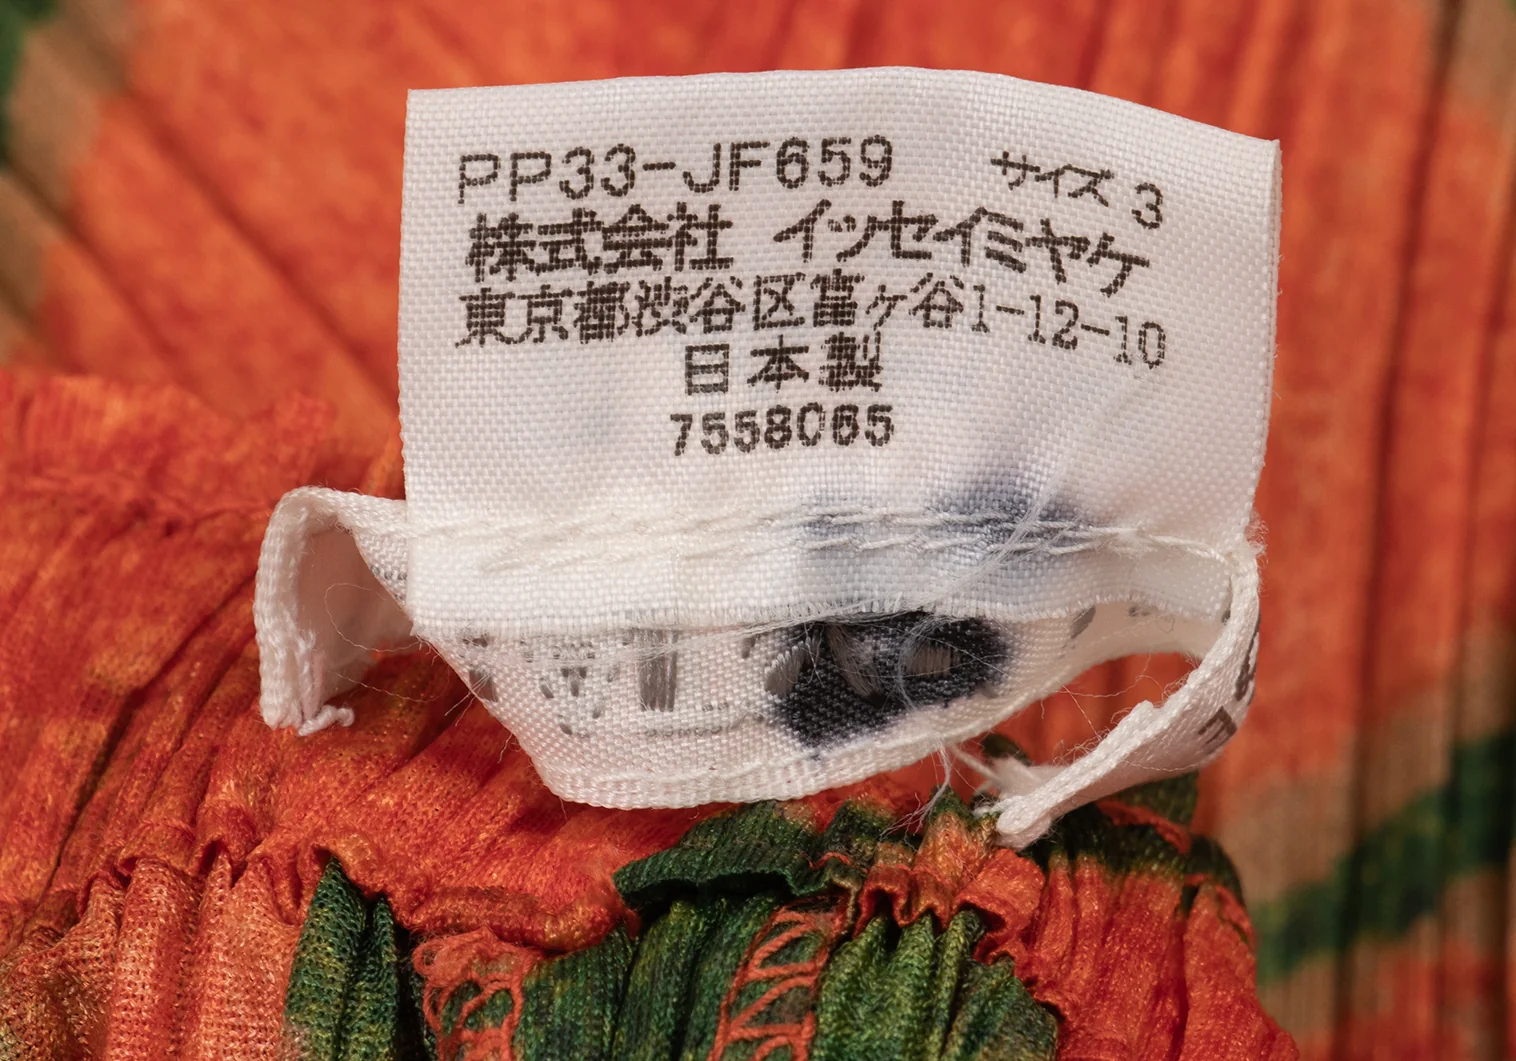 PP33-JF659 サイズ 3
株式会社 イッセイミヤケ
東京都渋谷区富ヶ谷1-12-10
日本製
7558065